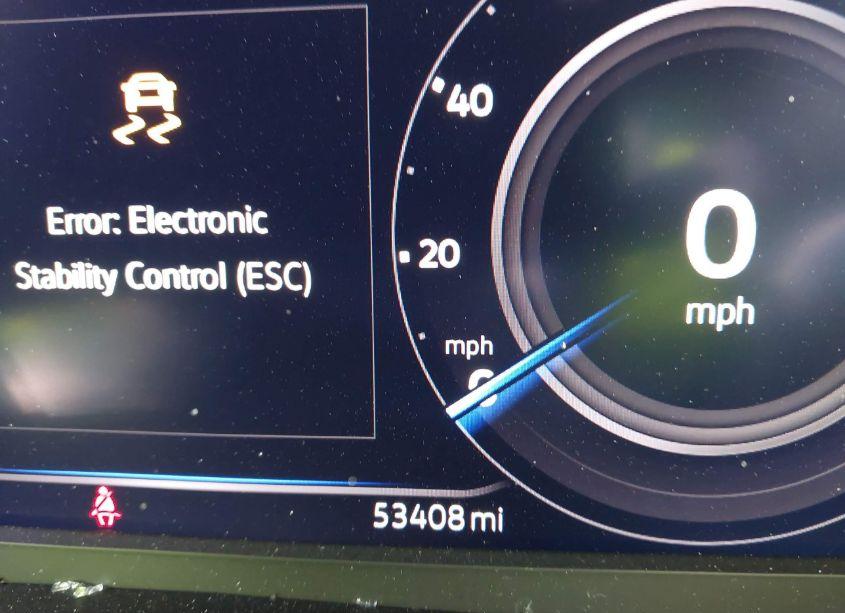 Error: Electronic
Stability Control (ESC)
40
20
mph
0
0
mph
53408 mi